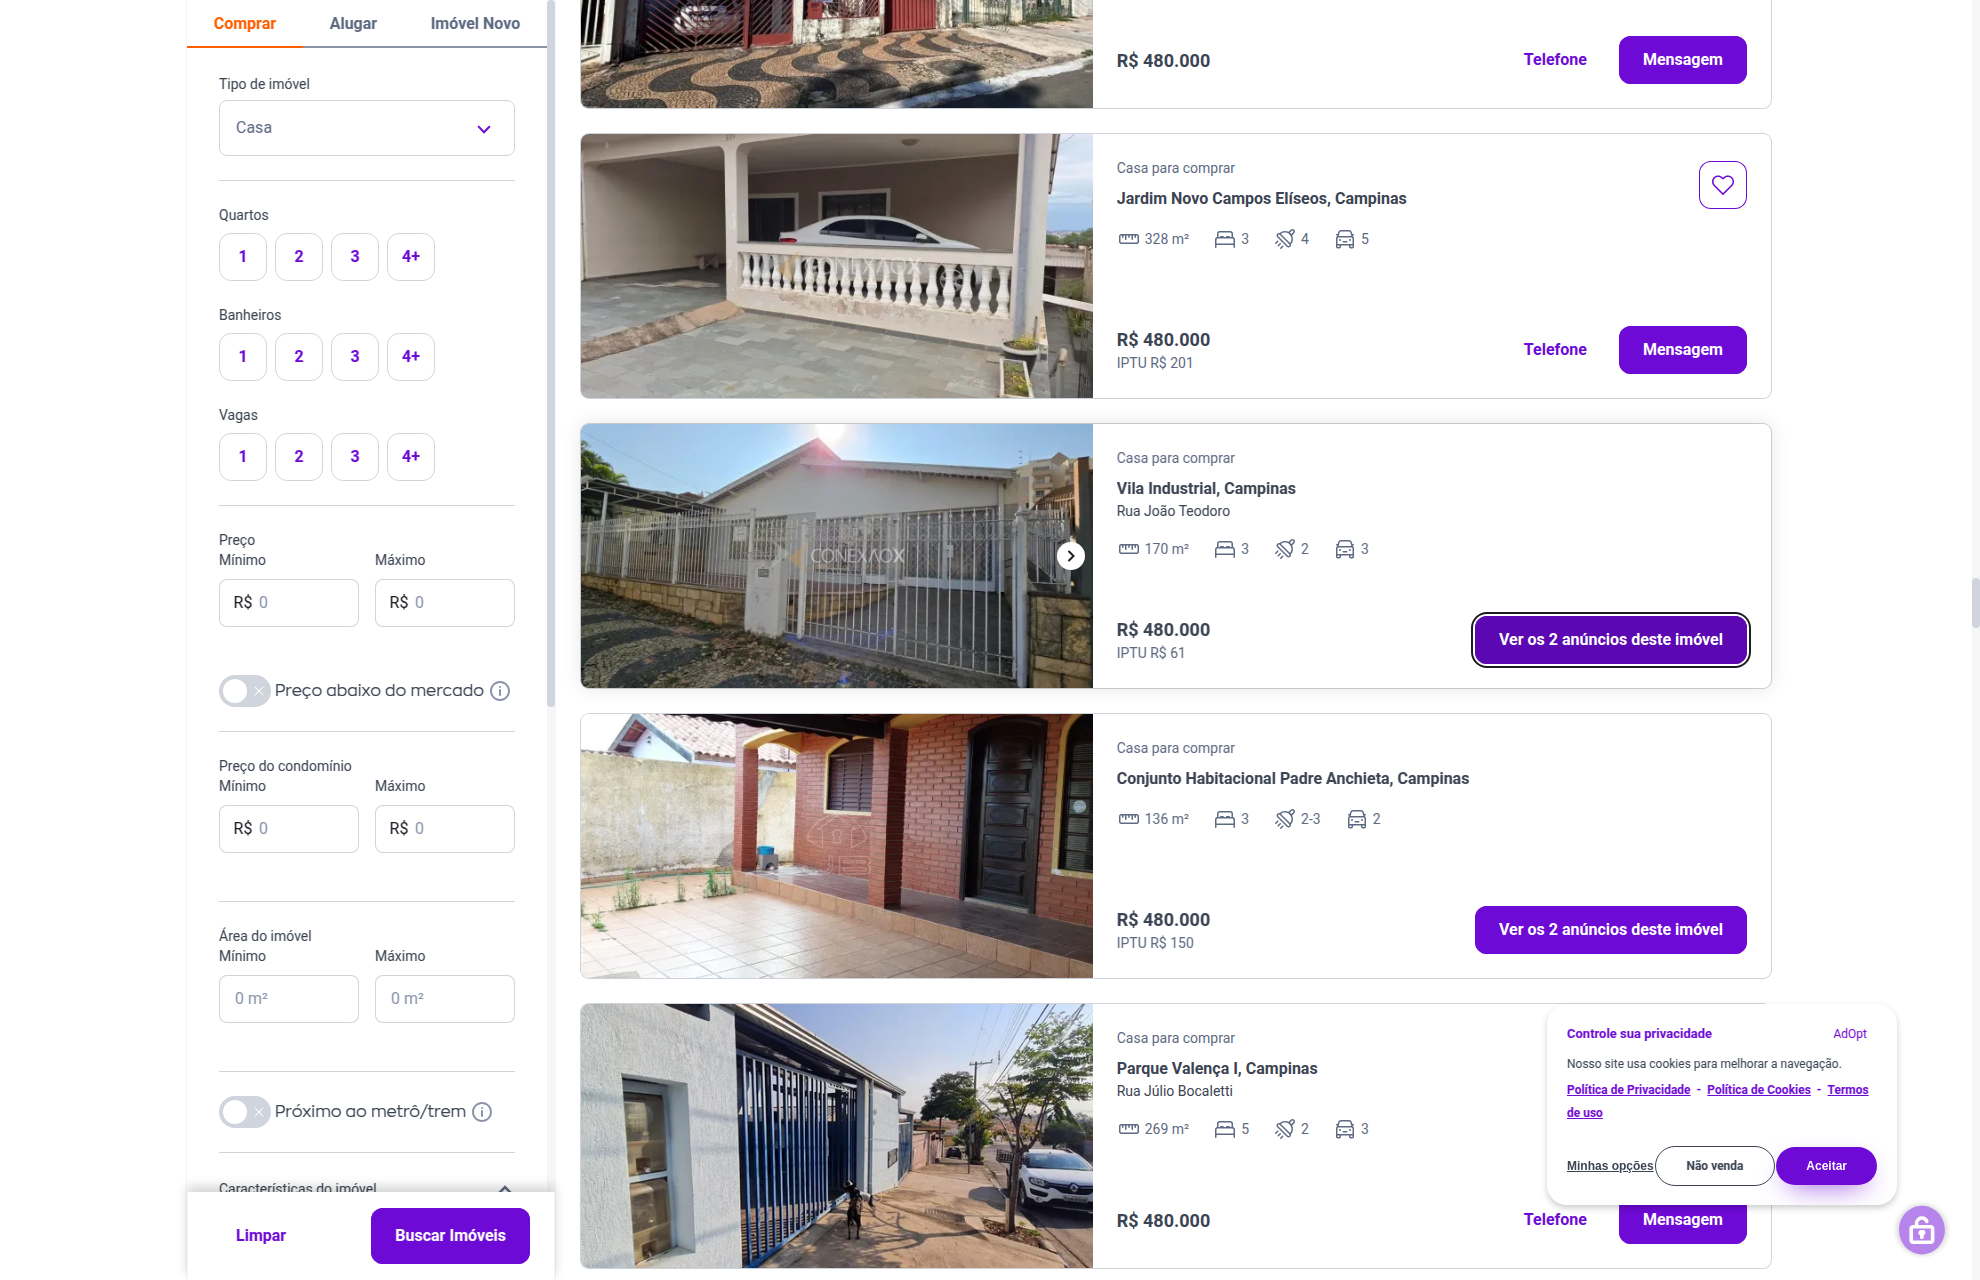 Comprar
Alugar
Imóvel Novo
Tipo de imóvel
Casa
Quartos
1
2
3
4+
Banheiros
1
2
3
4+
Vagas
1
2
3
4+
Preço
Mínimo
Máximo
R$ 0
R$ 0
Preço abaixo do mercado
Preço do condomínio
Mínimo
Máximo
R$ 0
R$ 0
Área do imóvel
Mínimo
Máximo
0 m²
0 m²
Próximo ao metrô/trem
Características do imóvel
Limpar
Buscar Imóveis
R$ 480.000
Telefone
Mensagem
CONEXAOX
Casa para comprar
Jardim Novo Campos Elíseos, Campinas
328 m²
3
4
5
R$ 480.000
IPTU R$ 201
Telefone
Mensagem
CONEXAOX
Casa para comprar
Vila Industrial, Campinas
Rua João Teodoro
170 m²
3
2
3
R$ 480.000
IPTU R$ 61
Ver os 2 anúncios deste imóvel
Casa para comprar
Conjunto Habitacional Padre Anchieta, Campinas
136 m²
3
2-3
2
R$ 480.000
IPTU R$ 150
Ver os 2 anúncios deste imóvel
Casa para comprar
Parque Valença I, Campinas
Rua Júlio Bocaletti
269 m²
5
2
3
R$ 480.000
Telefone
Mensagem
Controle sua privacidade
AdOpt
Nosso site usa cookies para melhorar a navegação.
Política de Privacidade - Política de Cookies - Termos
de uso
Minhas opções
Não venda
Aceitar